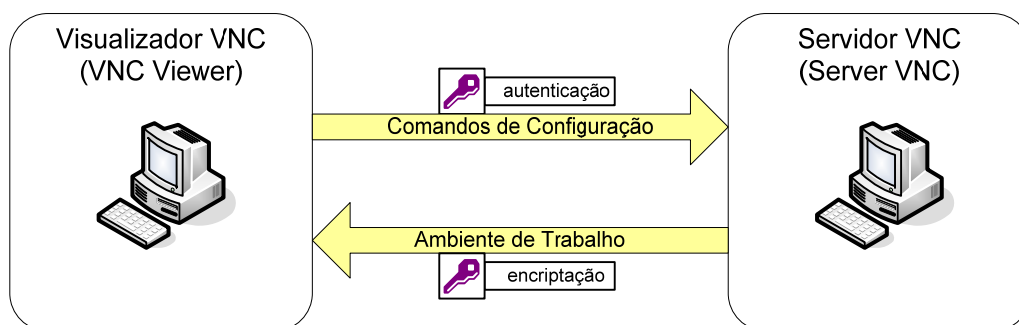 Visualizador VNC
(VNC Viewer)
Servidor VNC
(Server VNC)
autenticação
Comandos de Configuração
Ambiente de Trabalho
encriptação